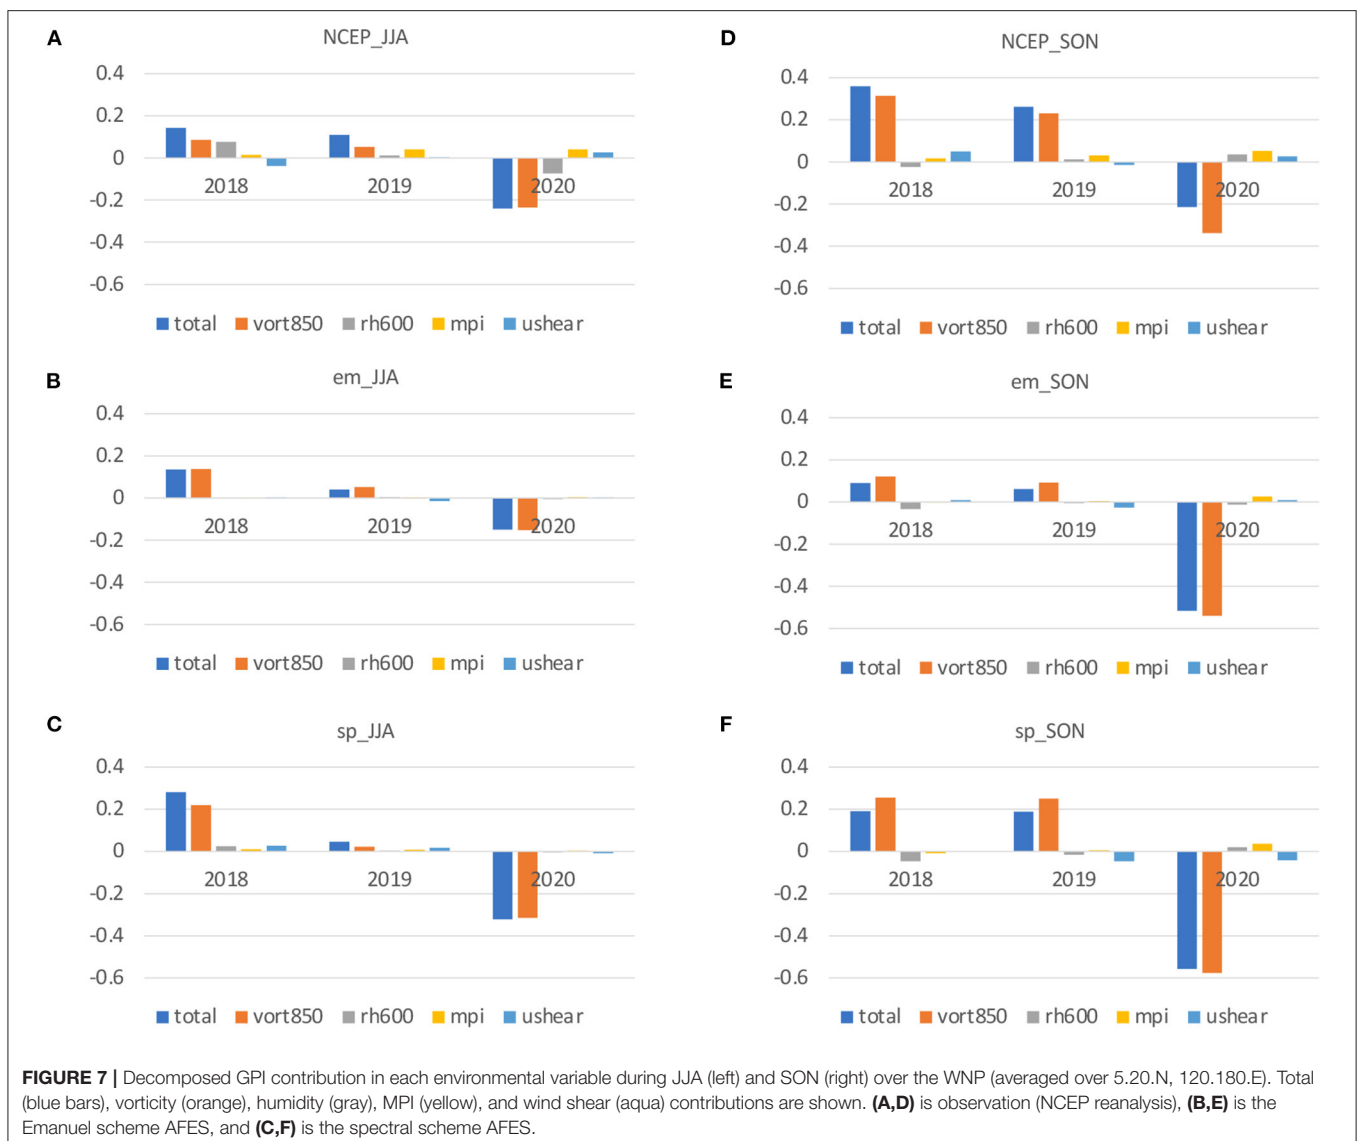 A
NCEP_JJA
0.4
0.2
0
-0.2
-0.4
-0.6
2018
2019
2020
total vort850 rh600 mpi ushear
B
em_JJA
0.4
0.2
0
-0.2
-0.4
-0.6
2018
2019
2020
total vort850 rh600 mpi ushear
C
sp_JJA
0.4
0.2
0
-0.2
-0.4
-0.6
2018
2019
2020
total vort850 rh600 mpi ushear
D
NCEP_SON
0.4
0.2
0
-0.2
-0.4
-0.6
2018
2019
2020
total vort850 rh600 mpi ushear
E
em_SON
0.4
0.2
0
-0.2
-0.4
-0.6
2018
2019
2020
total vort850 rh600 mpi ushear
F
sp_SON
0.4
0.2
0
-0.2
-0.4
-0.6
2018
2019
2020
total vort850 rh600 mpi ushear
FIGURE 7 | Decomposed GPI contribution in each environmental variable during JJA (left) and SON (right) over the WNP (averaged over 5.20.N, 120.180.E). Total
(blue bars), vorticity (orange), humidity (gray), MPI (yellow), and wind shear (aqua) contributions are shown. (A,D) is observation (NCEP reanalysis), (B,E) is the
Emanuel scheme AFES, and (C,F) is the spectral scheme AFES.